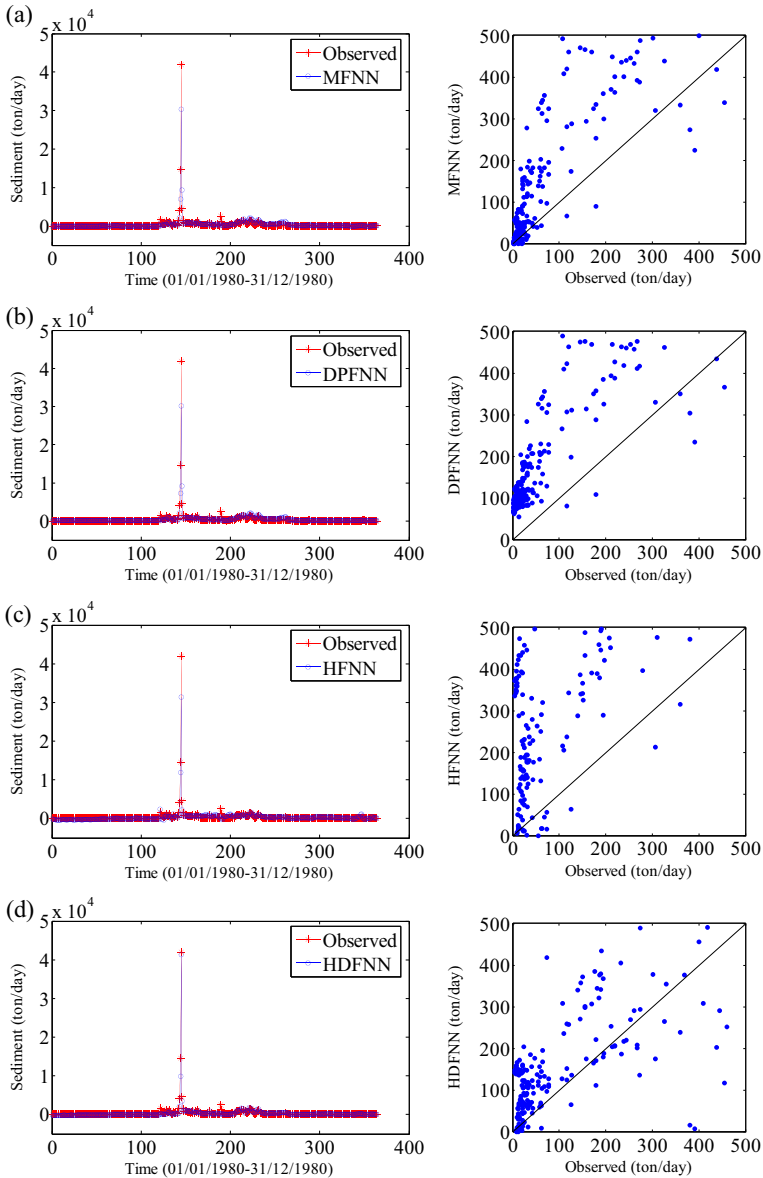 (a)
5 x 10^4
Observed
MFNN
Sediment (ton/day)
5
4
3
2
1
0
0 100 200 300 400
Time (01/01/1980-31/12/1980)
MFNN (ton/day)
500
400
300
200
100
0
0 100 200 300 400 500
Observed (ton/day)
(b)
5 x 10^4
Observed
DPFNN
Sediment (ton/day)
4
3
2
1
0
0 100 200 300 400
Time (01/01/1980-31/12/1980)
DPFNN (ton/day)
500
400
300
200
100
0
0 100 200 300 400 500
Observed (ton/day)
(c)
5 x 10^4
Observed
HFNN
Sediment (ton/day)
4
3
2
1
0
0 100 200 300 400
Time (01/01/1980-31/12/1980)
HFNN (ton/day)
500
400
300
200
100
0
0 100 200 300 400 500
Observed (ton/day)
(d)
5 x 10^4
Observed
HDFNN
Sediment (ton/day)
4
3
2
1
0
0 100 200 300 400
Time (01/01/1980-31/12/1980)
HDFNN (ton/day)
500
400
300
200
100
0
0 100 200 300 400 500
Observed (ton/day)